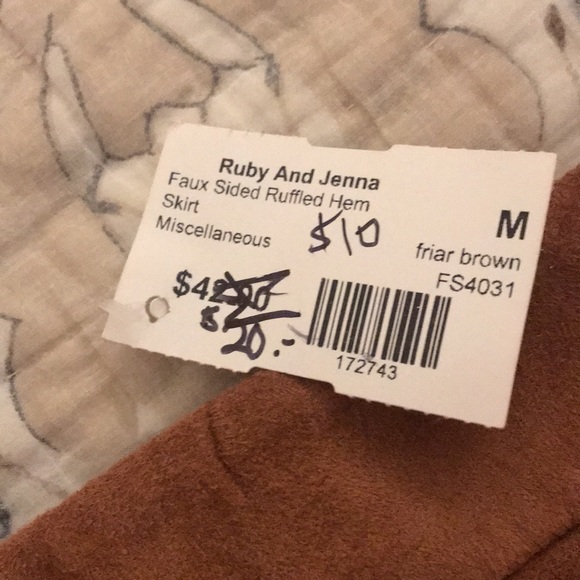 Ruby And Jenna
Faux Sided Ruffled Hem
Skirt
Miscellaneous
$10
M
friar brown
FS4031
$42.00
$
20.-
172743